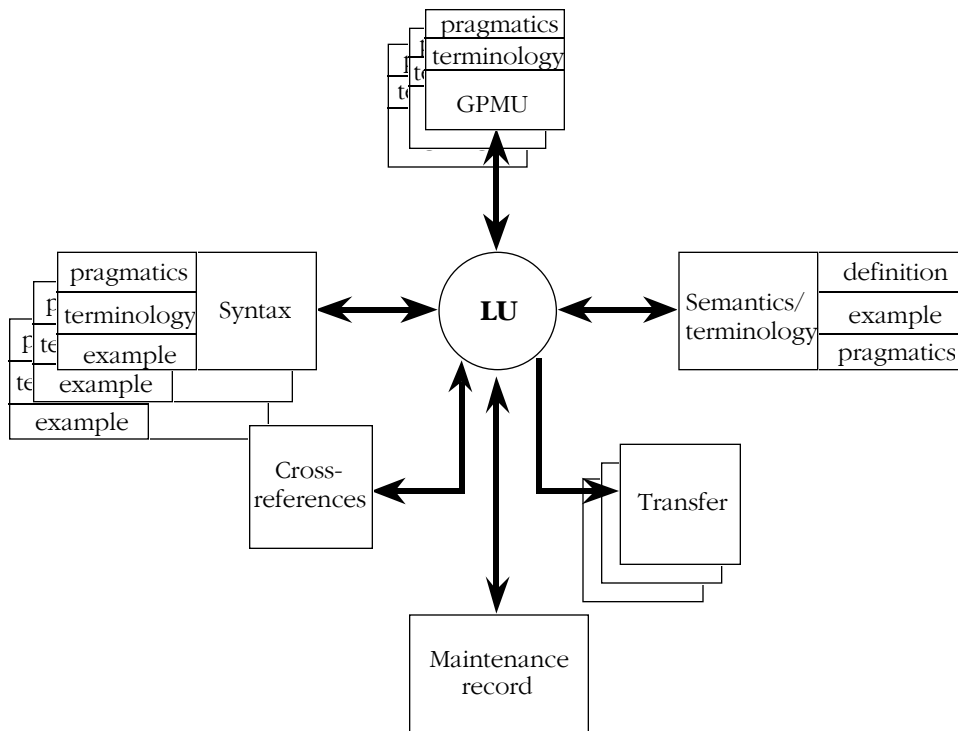 pragmatics
terminology
GPMU
pragmatics
terminology
example
Syntax
example
example
LU
Semantics/
terminology
definition
example
pragmatics
Cross-
references
Transfer
Maintenance
record